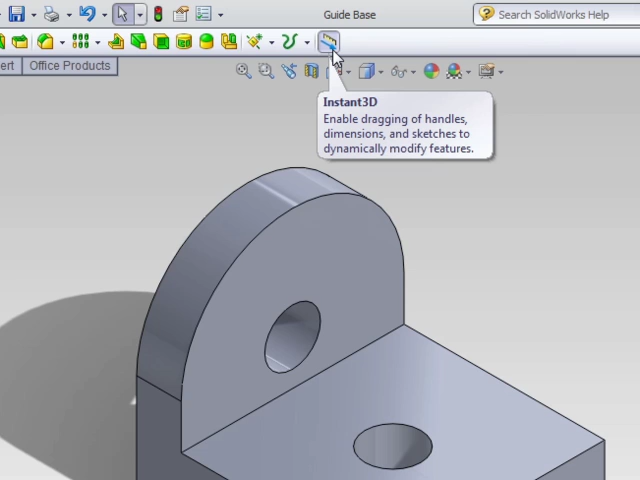 Guide Base
Search SolidWorks Help
ert
Office Products
Instant3D
Enable dragging of handles,
dimensions, and sketches to
dynamically modify features.